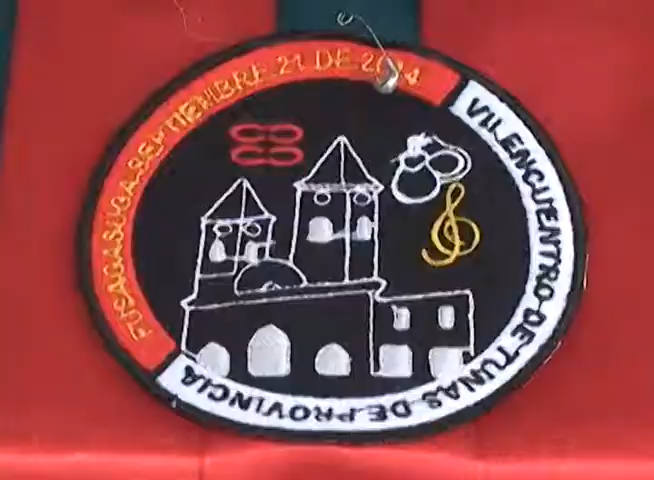 FUSAGASUGA.SEPTIEMBRE 21 DE 2014
VII ENCUENTRO DE TUNAS DE PROVINCIA